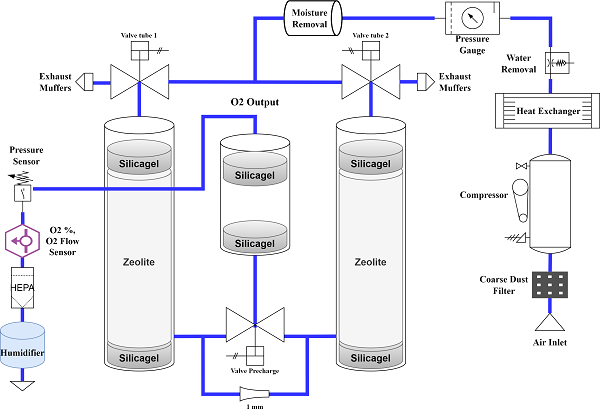 Valve tube 1
Moisture
Removal
Valve tube 2
Pressure
Gauge
Water
Removal
Exhaust
Muffers
Exhaust
Muffers
O2 Output
Heat Exchanger
Pressure
Sensor
Silicagel
Silicagel
Silicagel
Compressor
O2 %,
O2 Flow
Sensor
Silicagel
Zeolite
Zeolite
Coarse Dust
Filter
HEPA
Humidifier
Silicagel
Silicagel
Valve Precharge
Air Inlet
1 mm